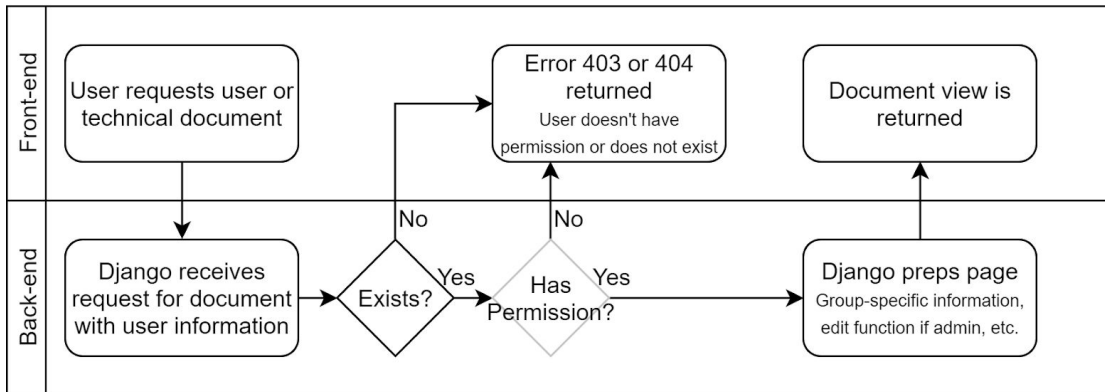 Front-end
User requests user or
technical document
Error 403 or 404
returned
User doesn't have
permission or does not exist
Document view is
returned
Back-end
Django receives
request for document
with user information
Exists?
No
Yes
Has
Permission?
No
Yes
Django preps page
Group-specific information,
edit function if admin, etc.